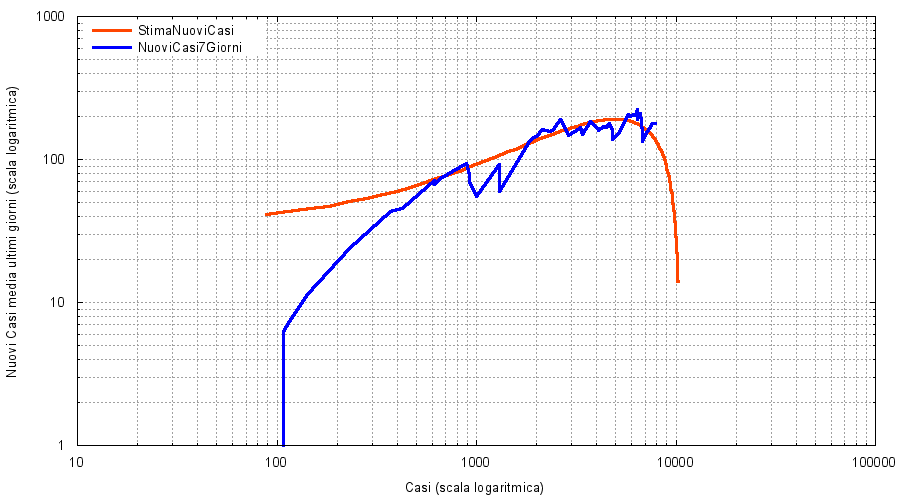 1000
StimaNuoviCasi
NuoviCasi7Giorni
100
10
1
10 100 1000 10000 100000
Nuovi Casi media ultimi giorni (scala logaritmica)
Casi (scala logaritmica)